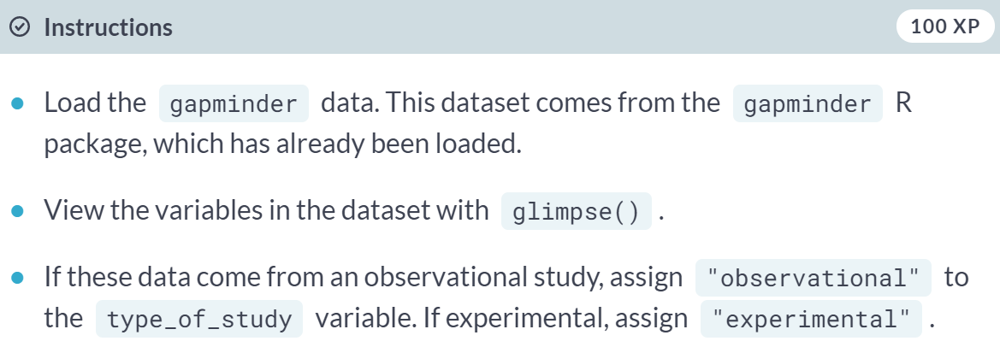 Instructions 100 XP
Load the gapminder data. This dataset comes from the gapminder R
package, which has already been loaded.
View the variables in the dataset with glimpse() .
If these data come from an observational study, assign "observational" to
the type_of_study variable. If experimental, assign "experimental" .